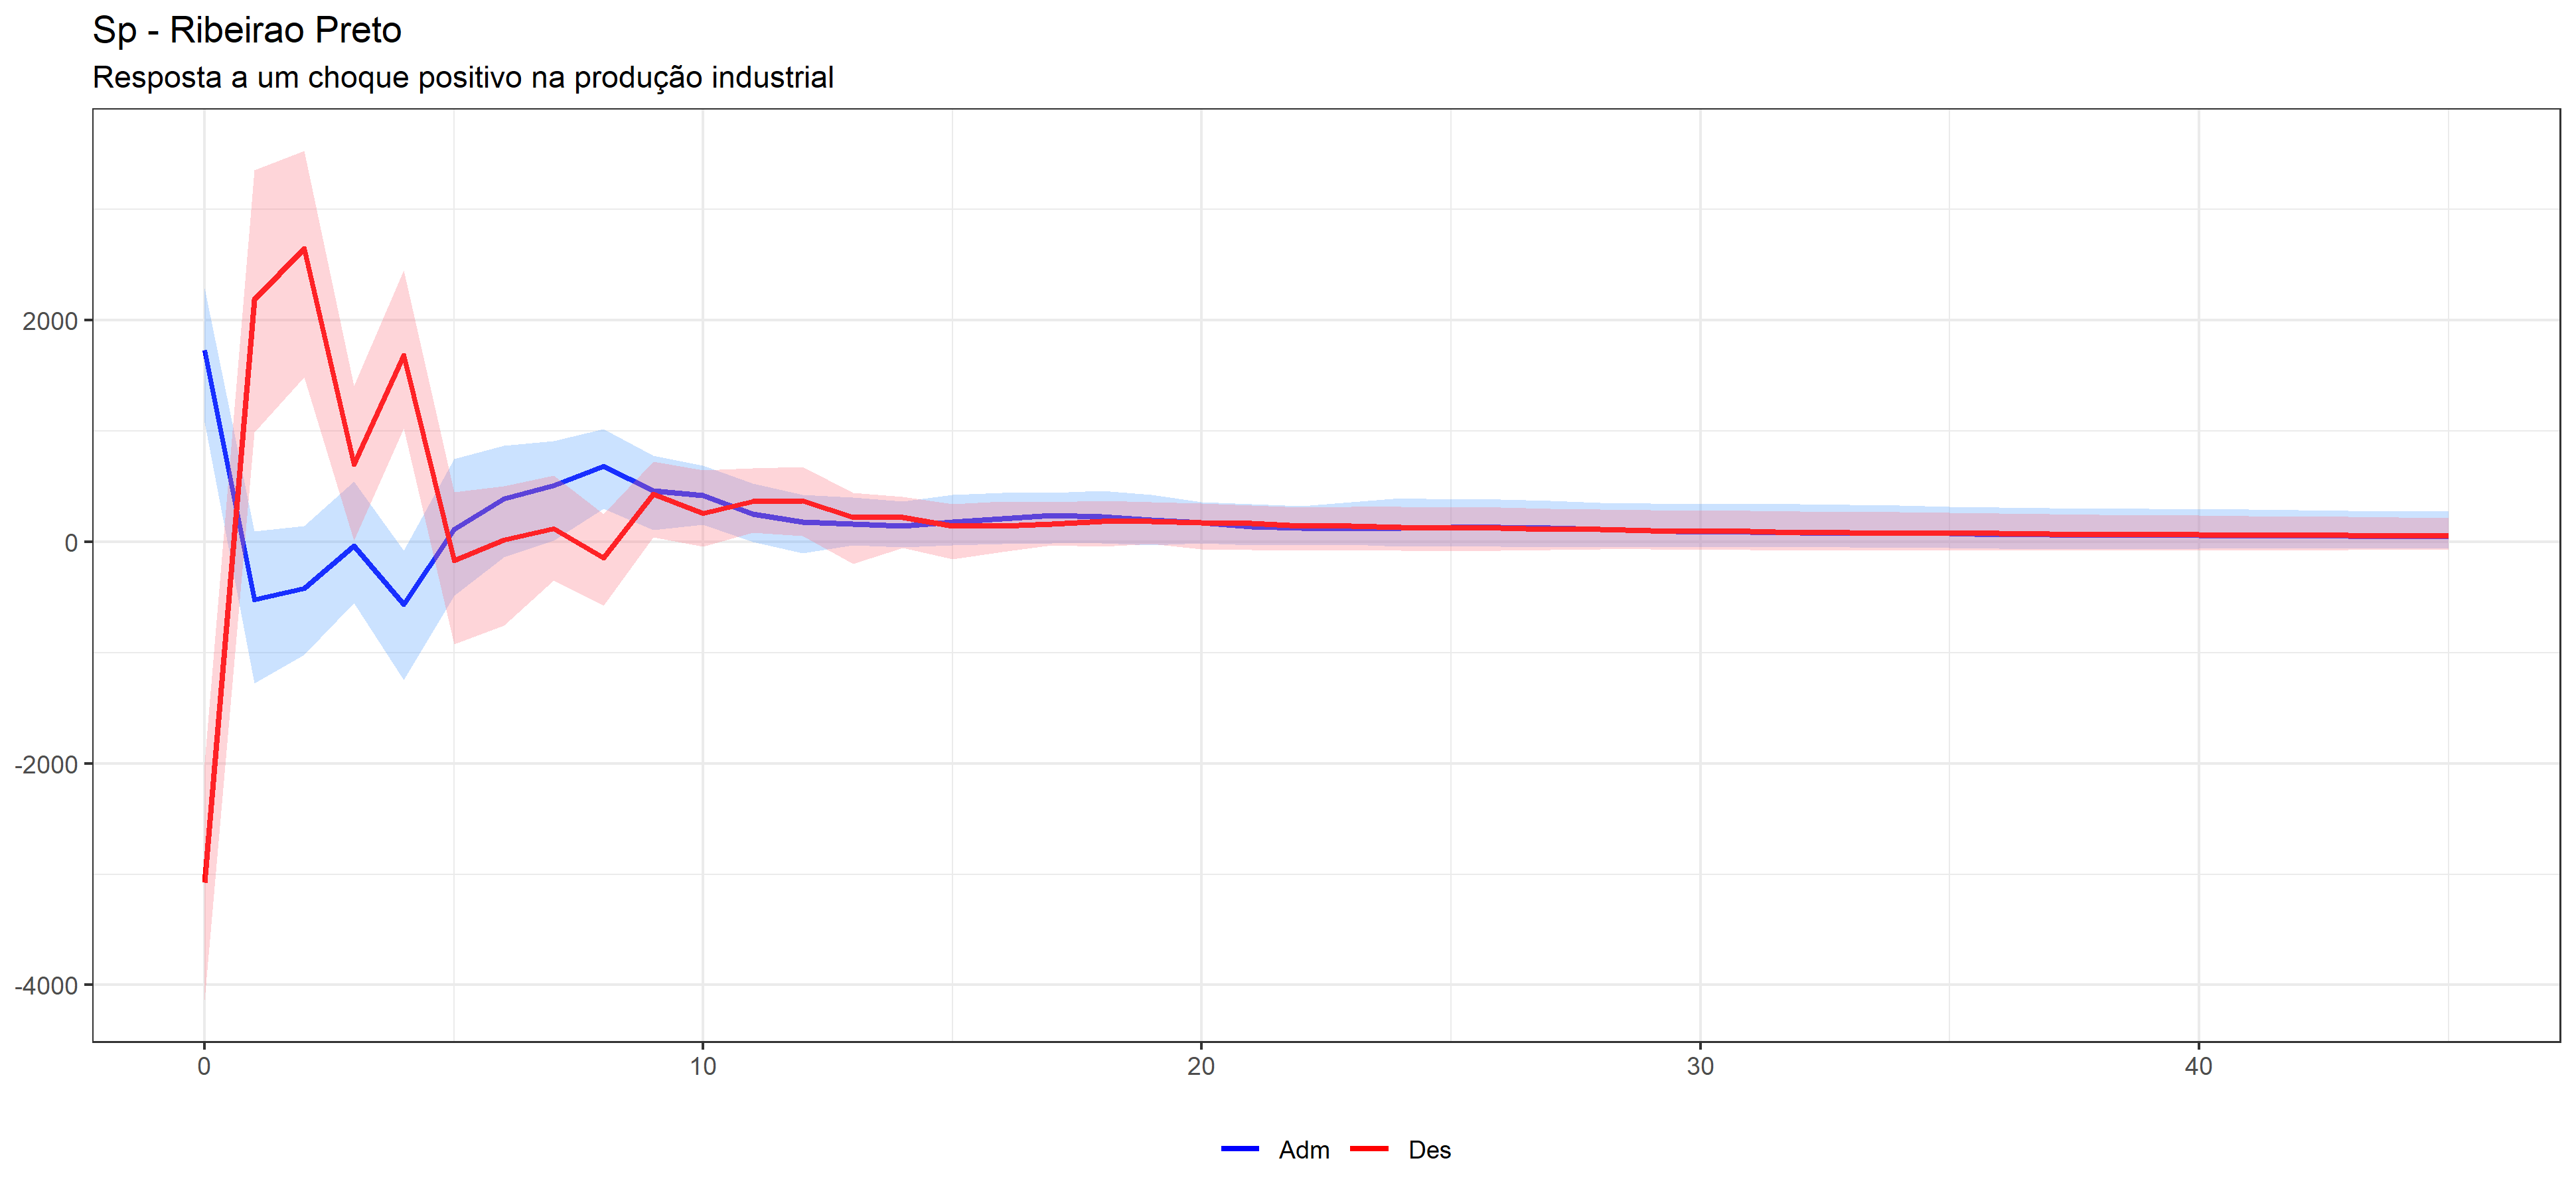 Sp - Ribeirao Preto
Resposta a um choque positivo na produção industrial
2000
0
-2000
-4000
0 10 20 30 40
Adm Des